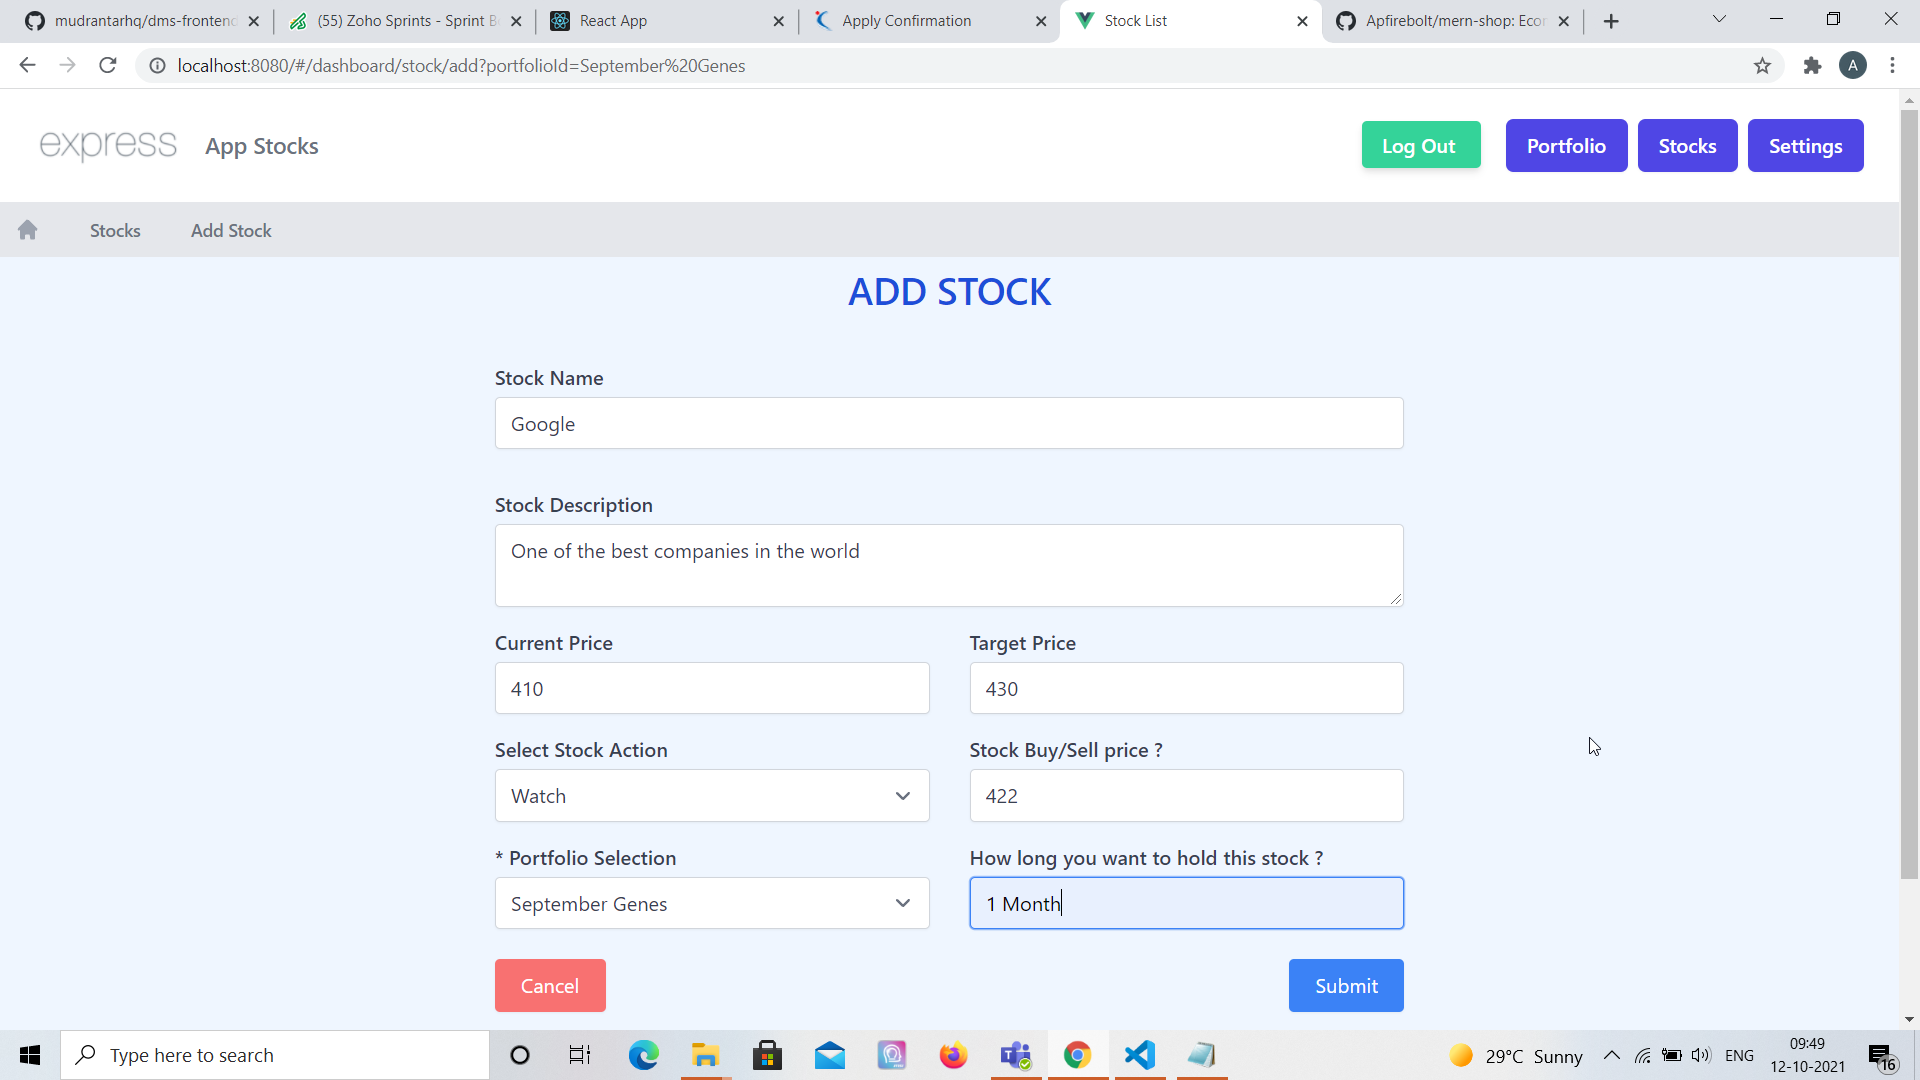 mudrantarhq/dms-frontend
(55) Zoho Sprints - Sprint B
React App
Apply Confirmation
Stock List
Apfirebolt/mern-shop: Ecor
localhost:8080/#/dashboard/stock/add?portfolioId=September%20Genes
A
express
App Stocks
Log Out
Portfolio
Stocks
Settings
Stocks
Add Stock
ADD STOCK
Stock Name
Google
Stock Description
One of the best companies in the world
Current Price
Target Price
410
430
Select Stock Action
Stock Buy/Sell price ?
Watch
422
* Portfolio Selection
How long you want to hold this stock ?
September Genes
1 Month
Cancel
Submit
Type here to search
29°C Sunny
ENG
09:49
12-10-2021
16